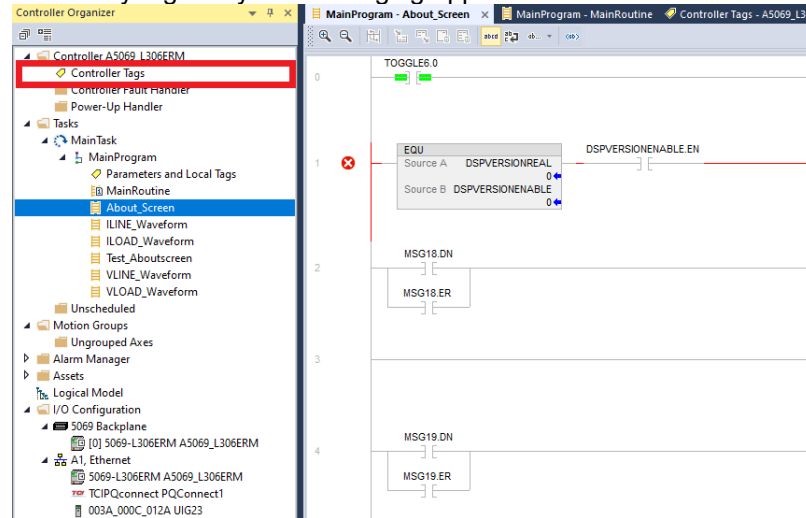 Controller Organizer
Controller A5069_L306ERM
Controller Tags
Controller Fault Handler
Power-Up Handler
Tasks
MainTask
MainProgram
Parameters and Local Tags
MainRoutine
About_Screen
ILINE_Waveform
ILOAD_Waveform
Test_Aboutscreen
VLINE_Waveform
VLOAD_Waveform
Unscheduled
Motion Groups
Ungrouped Axes
Alarm Manager
Assets
Logical Model
I/O Configuration
5069 Backplane
[0] 5069-L306ERM A5069_L306ERM
A1, Ethernet
5069-L306ERM A5069_L306ERM
TCIPQconnect PQConnect1
003A_000C_012A UIG23
MainProgram - About_Screen × MainProgram - MainRoutine Controller Tags - A5069_L3
0
TOGGLE6.0
1
EQU
Source A DSPVERSIONREAL
0
Source B DSPVERSIONENABLE
0
DSPVERSIONENABLE.EN
2
MSG18.DN
MSG18.ER
3
4
MSG19.DN
MSG19.ER